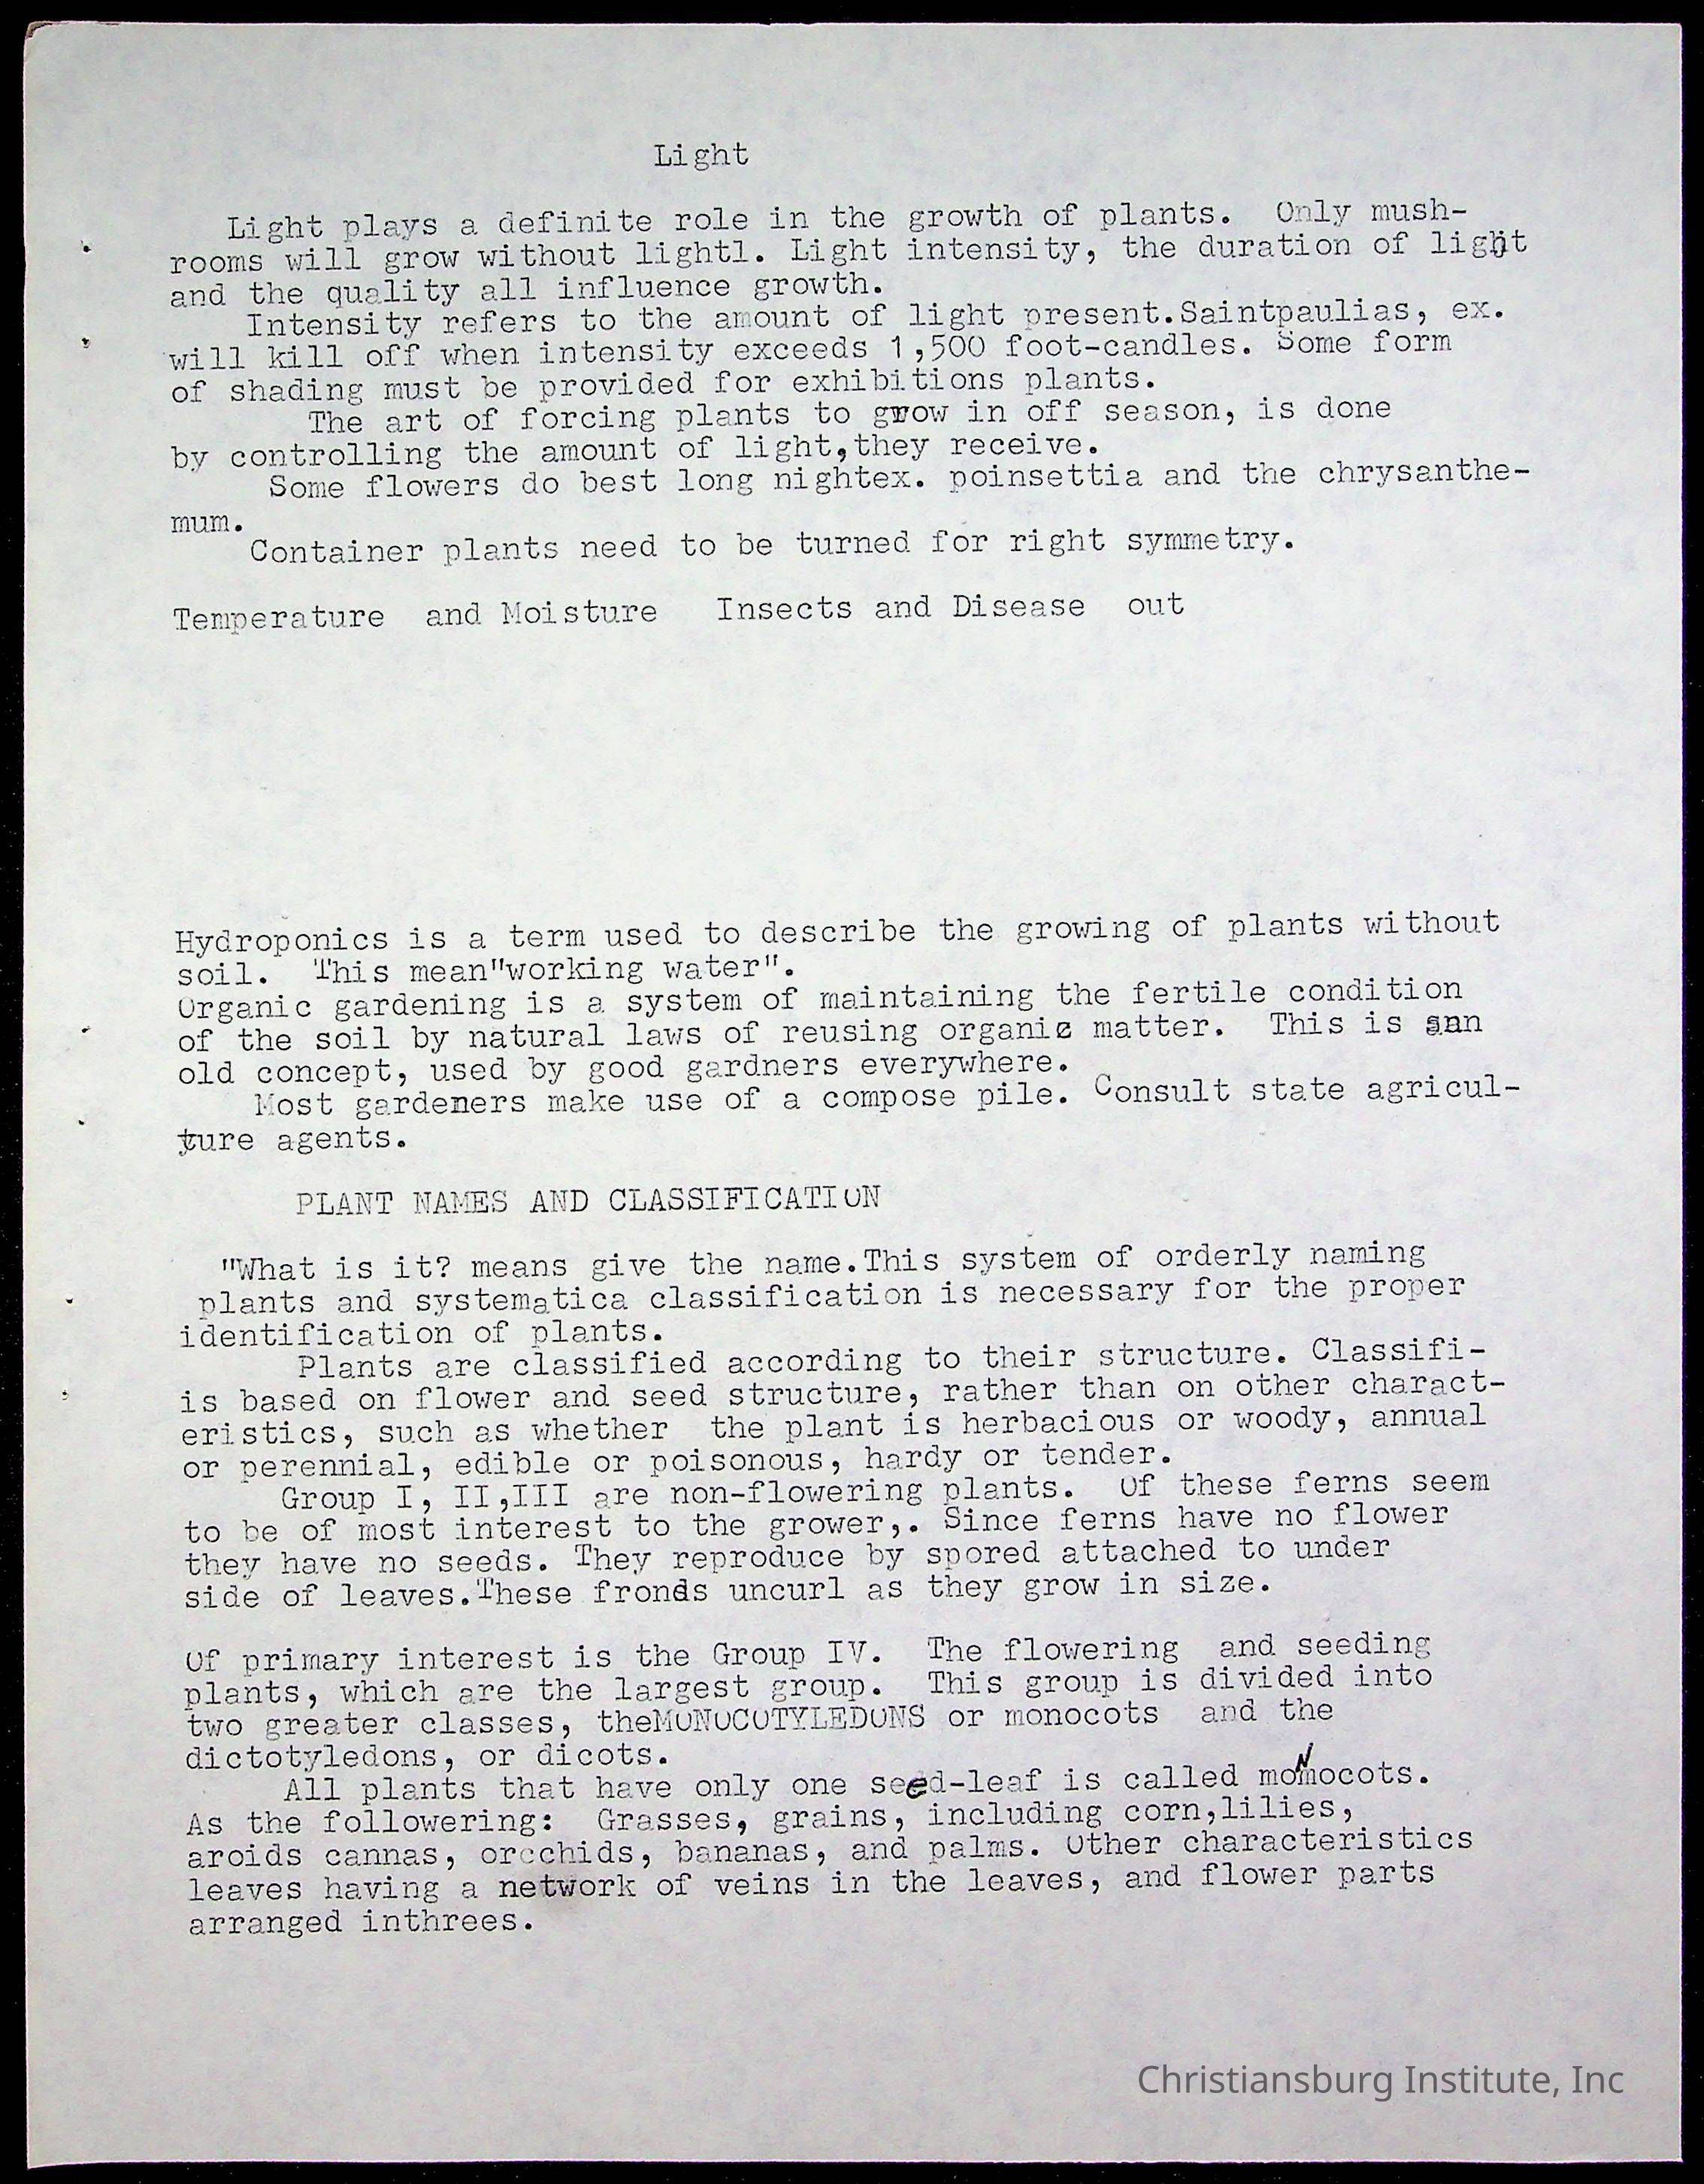 Light
Light plays a definite role in the growth of plants. Only mush-
rooms will grow without lightl. Light intensity, the duration of light
and the quality all influence growth.
Intensity refers to the amount of light present.Saintpaulias, ex.
will kill off when intensity exceeds 1,500 foot-candles. Some form
of shading must be provided for exhibitions plants.
The art of forcing plants to grow in off season, is done
by controlling the amount of light,they receive.
Some flowers do best long nightex. poinsettia and the chrysanthe-
mum.
Container plants need to be turned for right symmetry.
Temperature and Moisture Insects and Disease out
Hydroponics is a term used to describe the growing of plants without
soil. This mean"working water".
Organic gardening is a system of maintaining the fertile condition
of the soil by natural laws of reusing organic matter. This is ann
old concept, used by good gardners everywhere.
Most gardeners make use of a compose pile. Consult state agricul-
ture agents.
PLANT NAMES AND CLASSIFICATION
"What is it? means give the name.This system of orderly naming
plants and systematica classification is necessary for the proper
identification of plants.
Plants are classified according to their structure. Classifi-
is based on flower and seed structure, rather than on other charact-
eristics, such as whether the plant is herbacious or woody, annual
or perennial, edible or poisonous, hardy or tender.
Group I, II,III are non-flowering plants. Of these ferns seem
to be of most interest to the grower,. Since ferns have no flower
they have no seeds. They reproduce by spored attached to under
side of leaves.These fronds uncurl as they grow in size.
Of primary interest is the Group IV. The flowering and seeding
plants, which are the largest group. This group is divided into
two greater classes, theMONOCOTYLEDONS or monocots and the
dictotyledons, or dicots.
All plants that have only one seed-leaf is called monocots.
As the followering: Grasses, grains, including corn,lilies,
aroids cannas, orcchids, bananas, and palms. Other characteristics
leaves having a network of veins in the leaves, and flower parts
arranged inthrees.
Christiansburg Institute, Inc